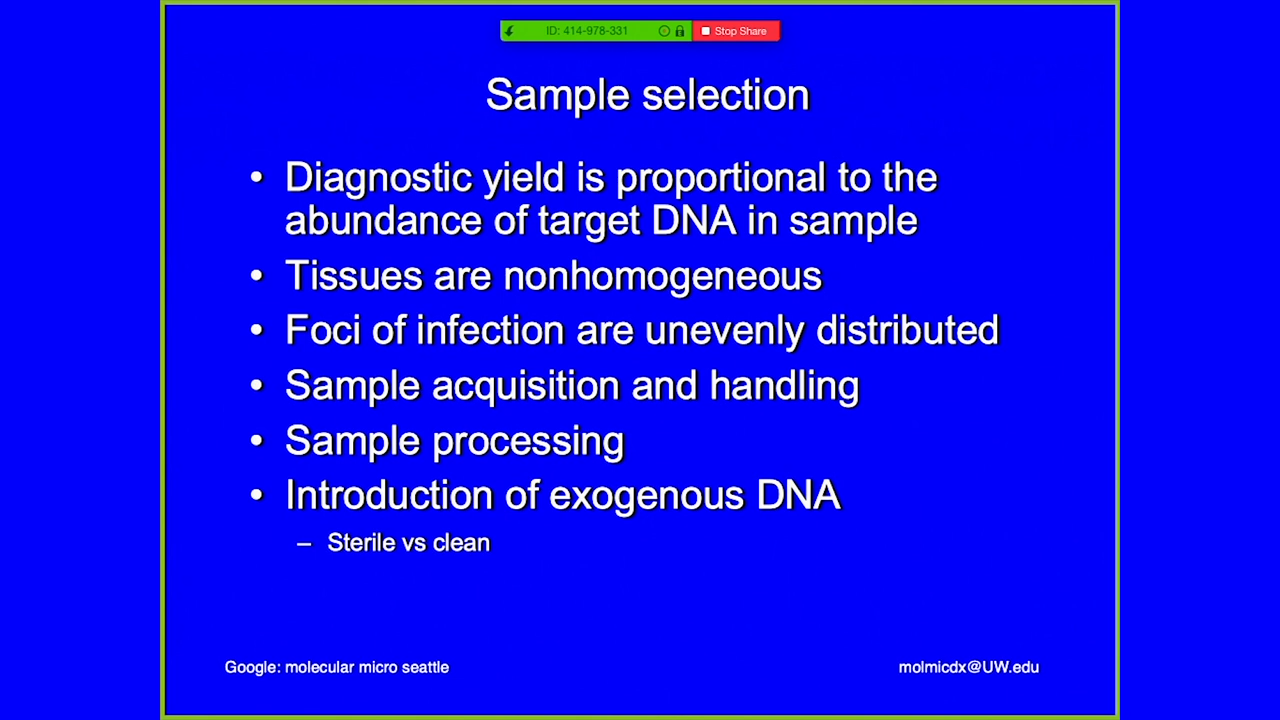 ID: 414-978-331
Stop Share
Sample selection
• Diagnostic yield is proportional to the
abundance of target DNA in sample
• Tissues are nonhomogeneous
• Foci of infection are unevenly distributed
• Sample acquisition and handling
• Sample processing
• Introduction of exogenous DNA
– Sterile vs clean
Google: molecular micro seattle
molmicdx@UW.edu